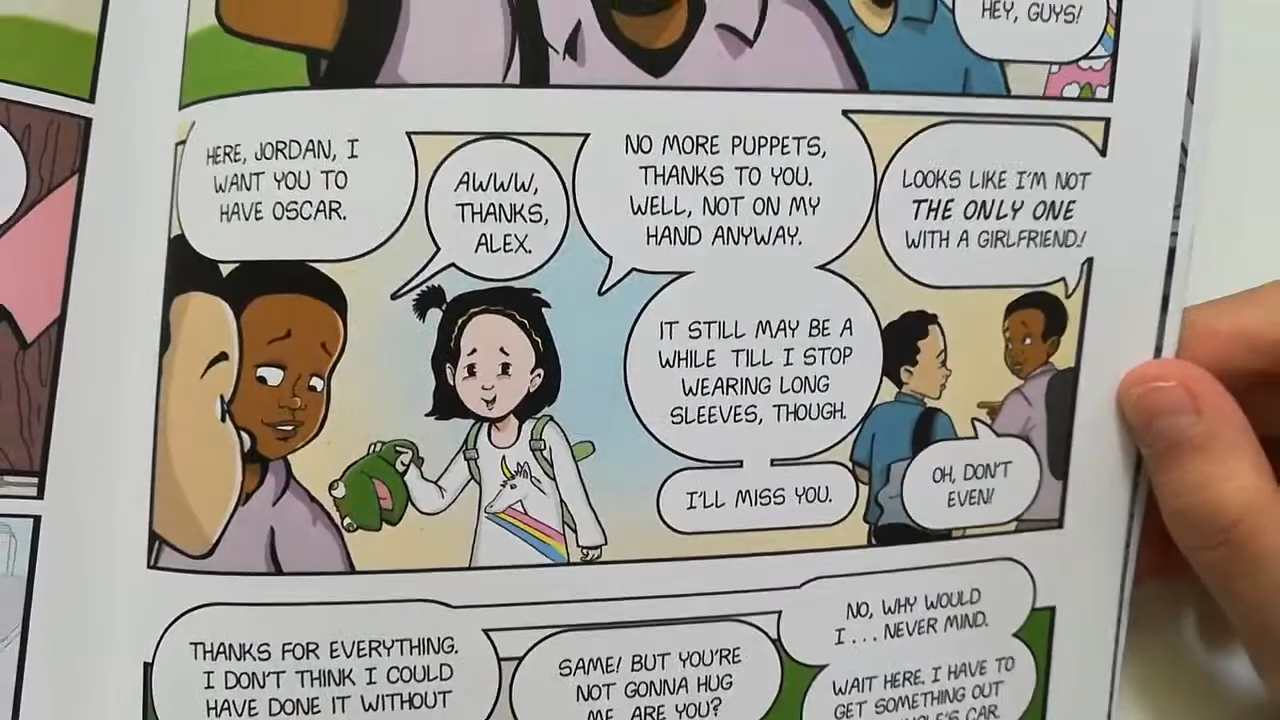 HEY, GUYS!
HERE, JORDAN, I
WANT YOU TO
HAVE OSCAR.
AWWW,
THANKS,
ALEX.
NO MORE PUPPETS,
THANKS TO YOU.
WELL, NOT ON MY
HAND ANYWAY.
IT STILL MAY BE A
WHILE TILL I STOP
WEARING LONG
SLEEVES, THOUGH.
I'LL MISS YOU.
LOOKS LIKE I'M NOT
THE ONLY ONE
WITH A GIRLFRIEND!
OH, DON'T
EVEN!
THANKS FOR EVERYTHING.
I DON'T THINK I COULD
HAVE DONE IT WITHOUT
SAME! BUT YOU'RE
NOT GONNA HUG
ME, ARE YOU?
NO, WHY WOULD
I . . . NEVER MIND.
WAIT HERE. I HAVE TO
GET SOMETHING OUT
CAR